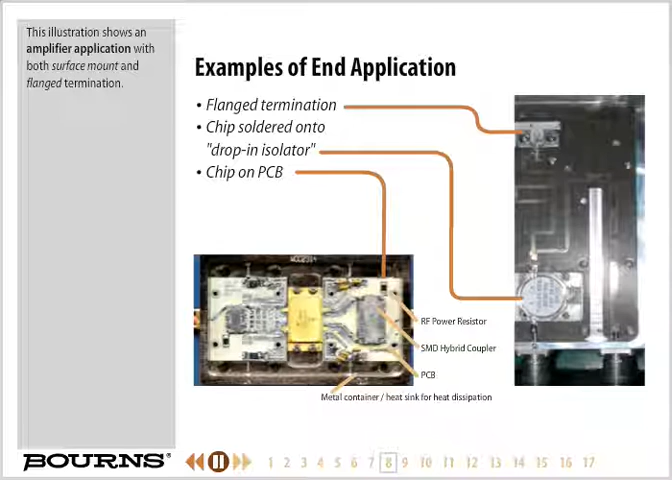 This illustration shows an
amplifier application with
both surface mount and
flanged termination.
Examples of End Application
• Flanged termination
• Chip soldered onto
"drop-in isolator"
• Chip on PCB
RF Power Resistor
SMD Hybrid Coupler
PCB
Metal container / heat sink for heat dissipation
BOURNS®
1 2 3 4 5 6 7 8 9 10 11 12 13 14 15 16 17